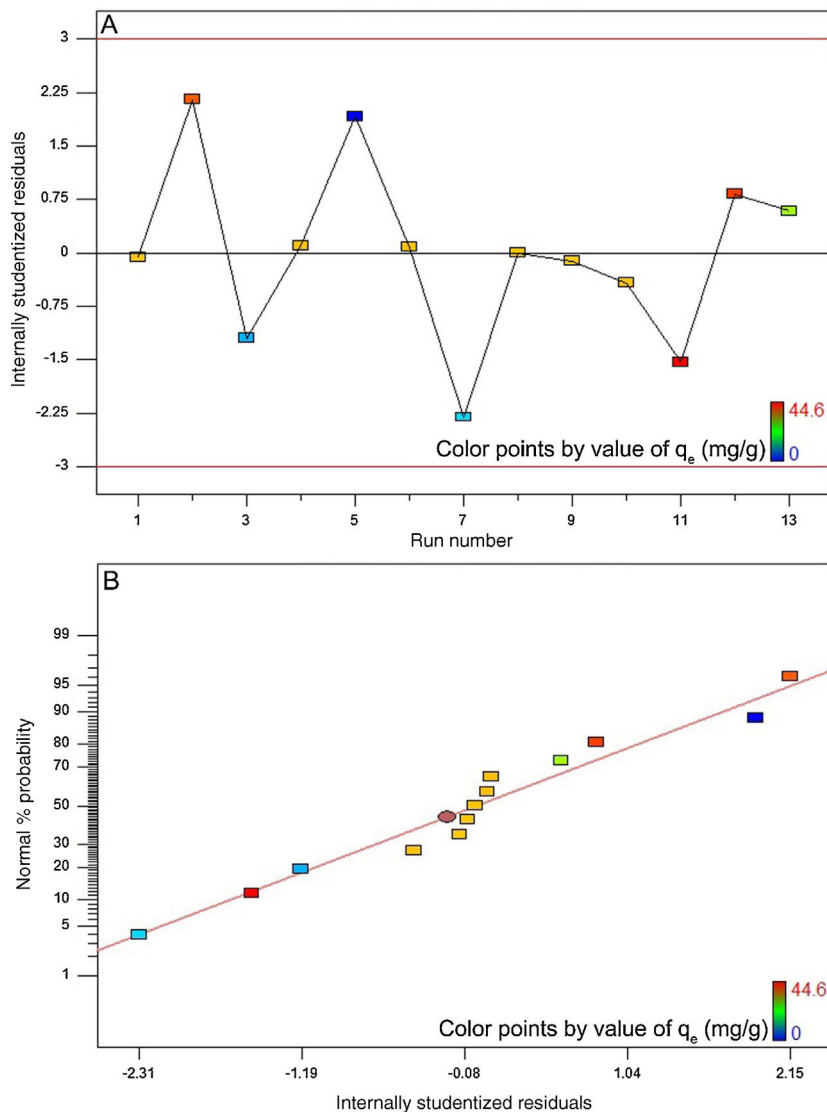 A
3
2.25
1.5
0.75
0
-0.75
-1.5
-2.25
-3
Internally studentized residuals
44.6
Color points by value of qe (mg/g)
0
1 3 5 7 9 11 13
Run number
B
99
95
90
80
70
50
30
20
10
5
1
Normal % probability
44.6
Color points by value of qe (mg/g)
0
-2.31 -1.19 -0.08 1.04 2.15
Internally studentized residuals